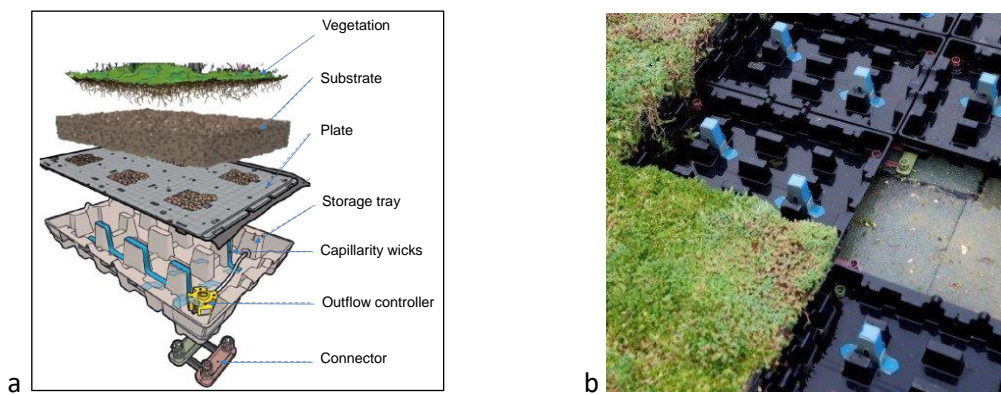 Vegetation
Substrate
Plate
Storage tray
Capillarity wicks
Outflow controller
Connector
a
b